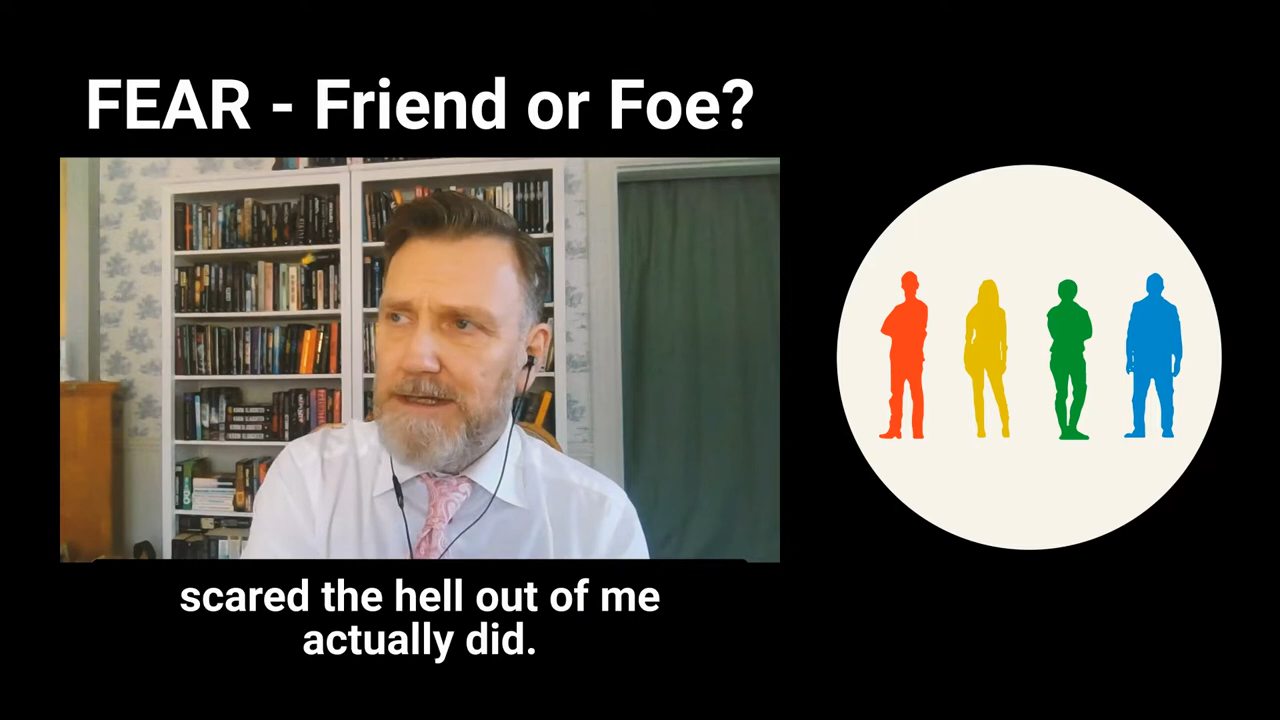 FEAR - Friend or Foe?
scared the hell out of me
actually did.